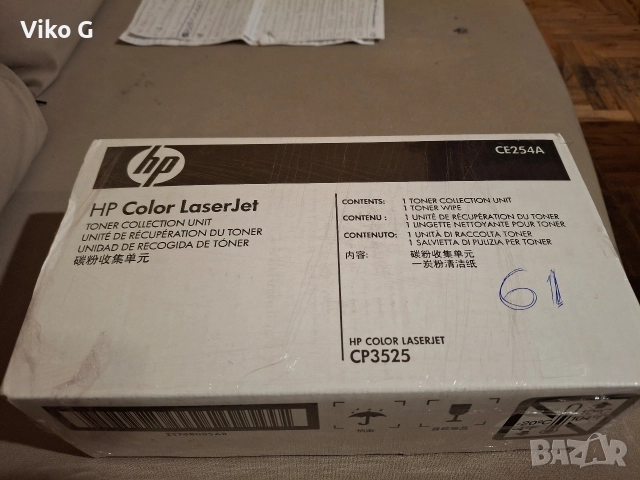 Viko G
hp
CE254A
HP Color LaserJet
TONER COLLECTION UNIT
UNITÉ DE RÉCUPÉRATION DU TONER
UNIDAD DE RECOGIDA DE TÓNER
碳粉收集单元
CONTENTS: 1 TONER COLLECTION UNIT
1 TONER WIPE
CONTENU : 1 UNITÉ DE RÉCUPÉRATION DU TONER
1 LINGETTE NETTOYANTE POUR TONER
CONTENUTO: 1 UNITÀ DI RACCOLTA TONER
1 SALVIETTA DI PULIZIA PER TONER
内容: 碳粉收集单元
一炭粉清洁纸
61
HP COLOR LASERJET
CP3525
-20°C
BAZAR